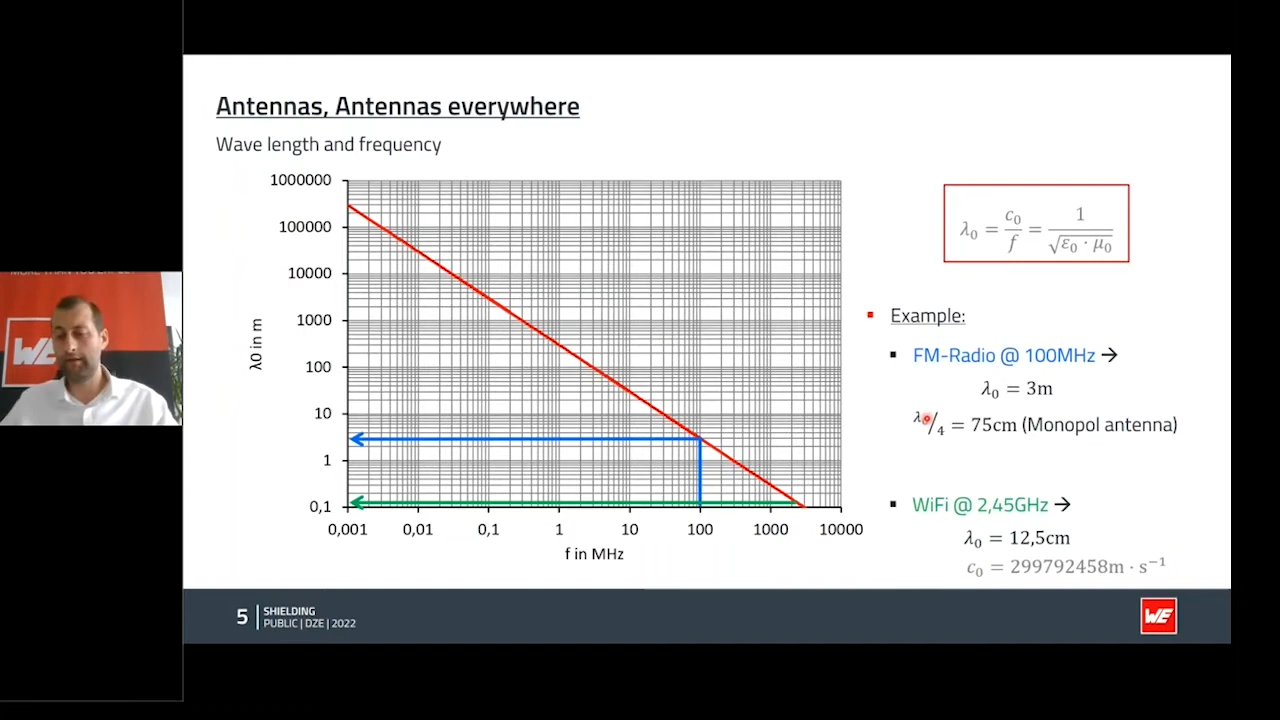 Antennas, Antennas everywhere
Wave length and frequency
1000000
100000
10000
1000
100
10
1
0,1
λ0 in m
0,001 0,01 0,1 1 10 100 1000 10000
f in MHz
λ₀ = c₀/f = 1/√(ε₀ · μ₀)
Example:
FM-Radio @ 100MHz →
λ₀ = 3m
λ₀/4 = 75cm (Monopol antenna)
WiFi @ 2,45GHz →
λ₀ = 12,5cm
c₀ = 299792458m · s⁻¹
5
SHIELDING
PUBLIC | DZE | 2022
WE
WE